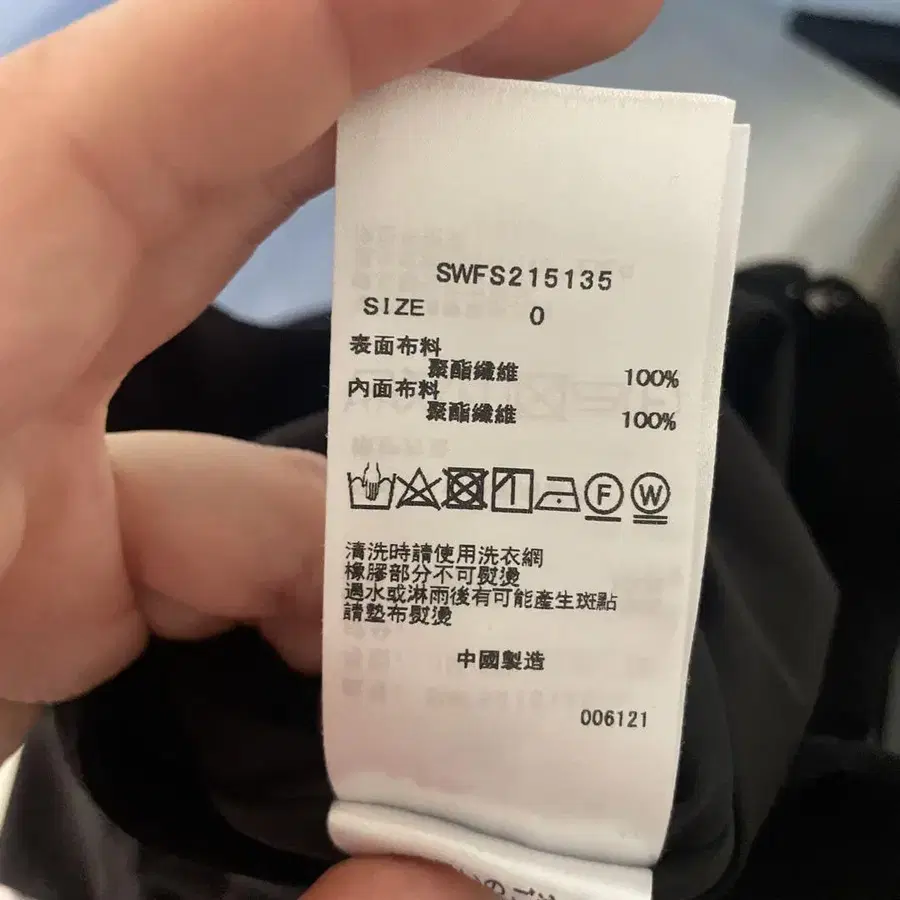 SWFS215135
SIZE 0
表面布料
聚酯纖維 100%
內面布料
聚酯纖維 100%
F W
清洗時請使用洗衣網
橡膠部分不可熨燙
過水或淋雨後有可能產生斑點
請墊布熨燙
中國製造
006121